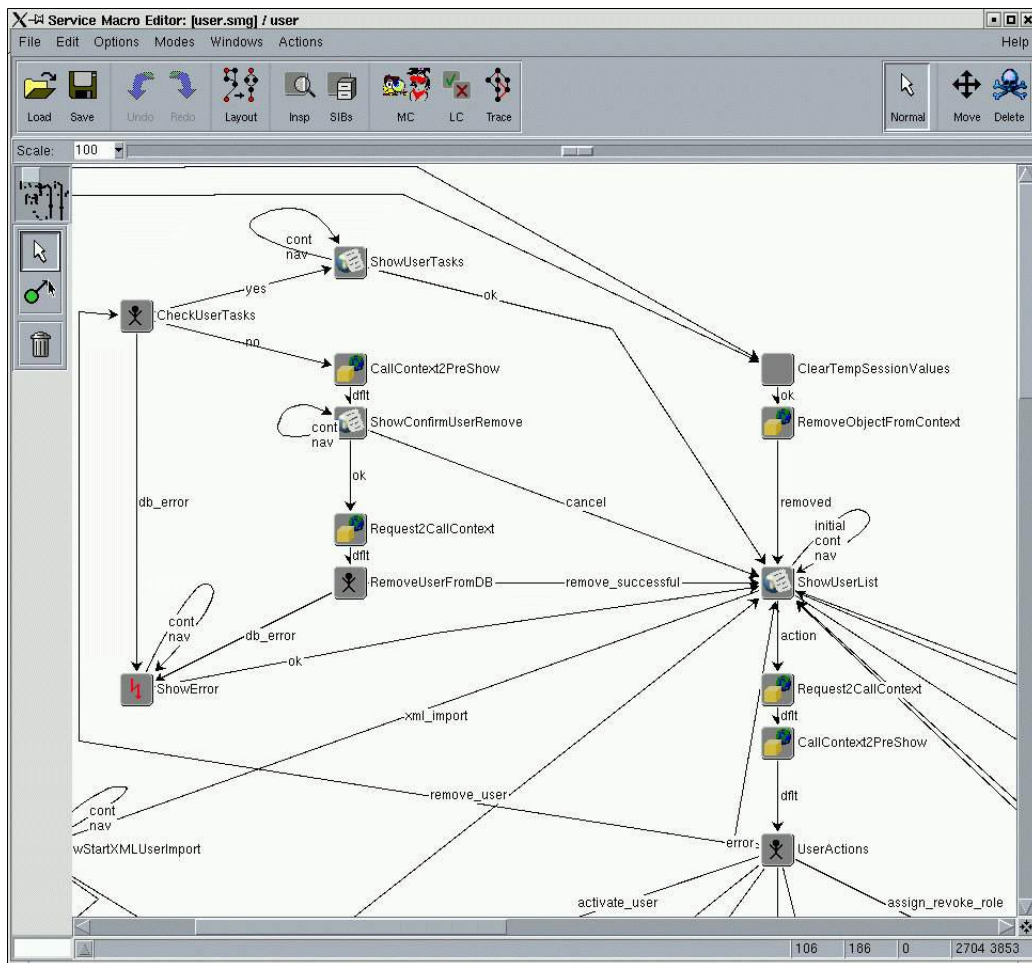 Service Macro Editor: [user.smg] / user
File Edit Options Modes Windows Actions Help
Load Save Undo Redo Layout Insp SIBs MC LC Trace Normal Move Delete
Scale: 100
cont
nav
ShowUserTasks
yes
ok
CheckUserTasks
no
CallContext2PreShow
ClearTempSessionValues
dflt
ok
cont
nav
ShowConfirmUserRemove
RemoveObjectFromContext
ok
db_error
cancel
removed
Request2CallContext
initial
cont
nav
dflt
RemoveUserFromDB
remove_successful
ShowUserList
cont
nav
db_error
action
ok
ShowError
Request2CallContext
xml_import
dflt
CallContext2PreShow
remove_user
dflt
cont
nav
wStartXMLUserImport
error
UserActions
activate_user
assign_revoke_role
106 186 0 2704 3853